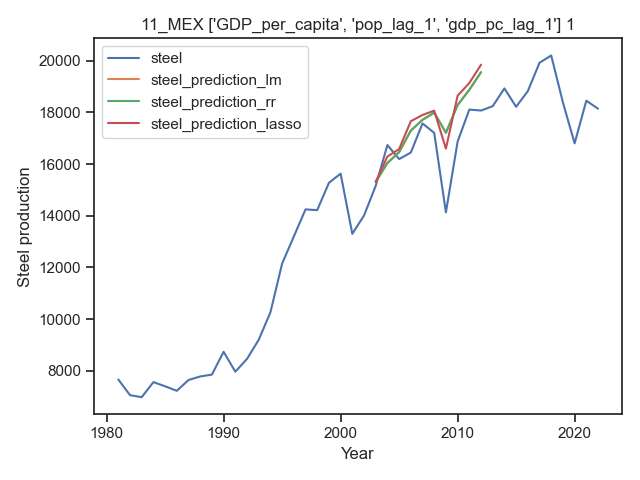 11_MEX ['GDP_per_capita', 'pop_lag_1', 'gdp_pc_lag_1'] 1
steel
steel_prediction_lm
steel_prediction_rr
steel_prediction_lasso
Steel production
20000
18000
16000
14000
12000
10000
8000
1980
1990
2000
2010
2020
Year